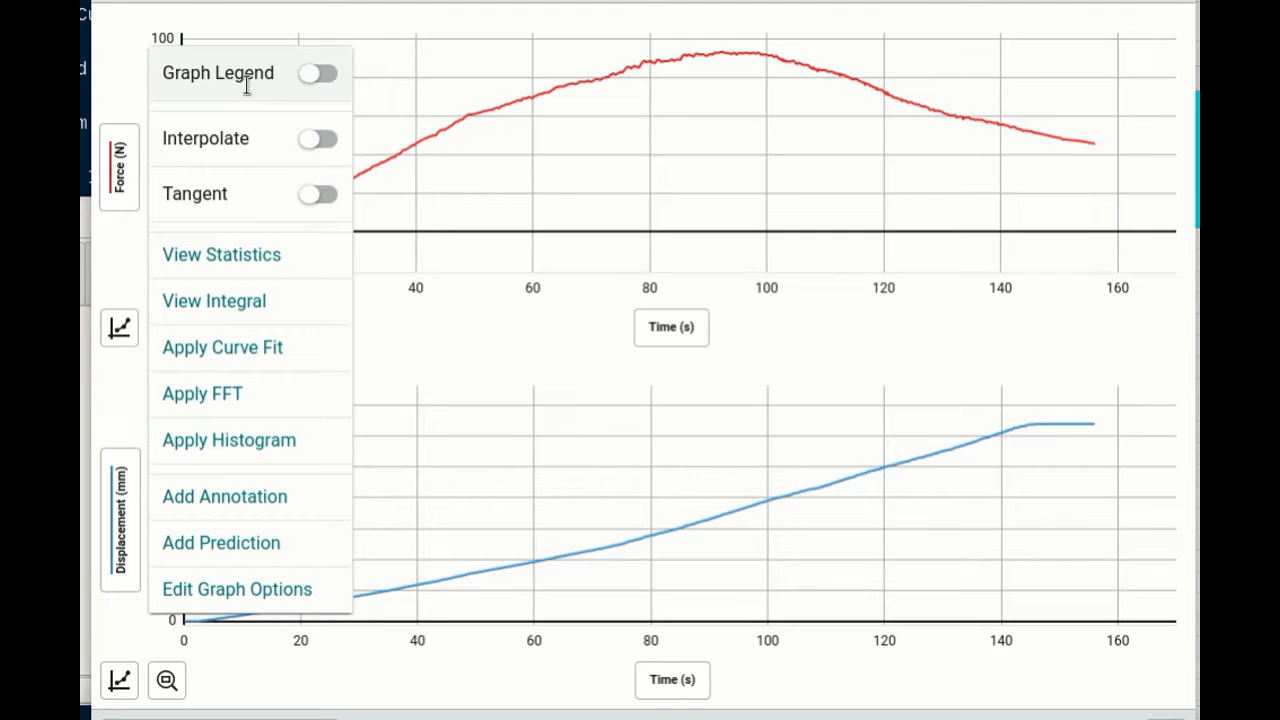 Cu
d
m
100
Graph Legend
Interpolate
Tangent
View Statistics
View Integral
Apply Curve Fit
Apply FFT
Apply Histogram
Add Annotation
Add Prediction
Edit Graph Options
Force (N)
40 60 80 100 120 140 160
Time (s)
Displacement (mm)
0
0 20 40 60 80 100 120 140 160
Time (s)